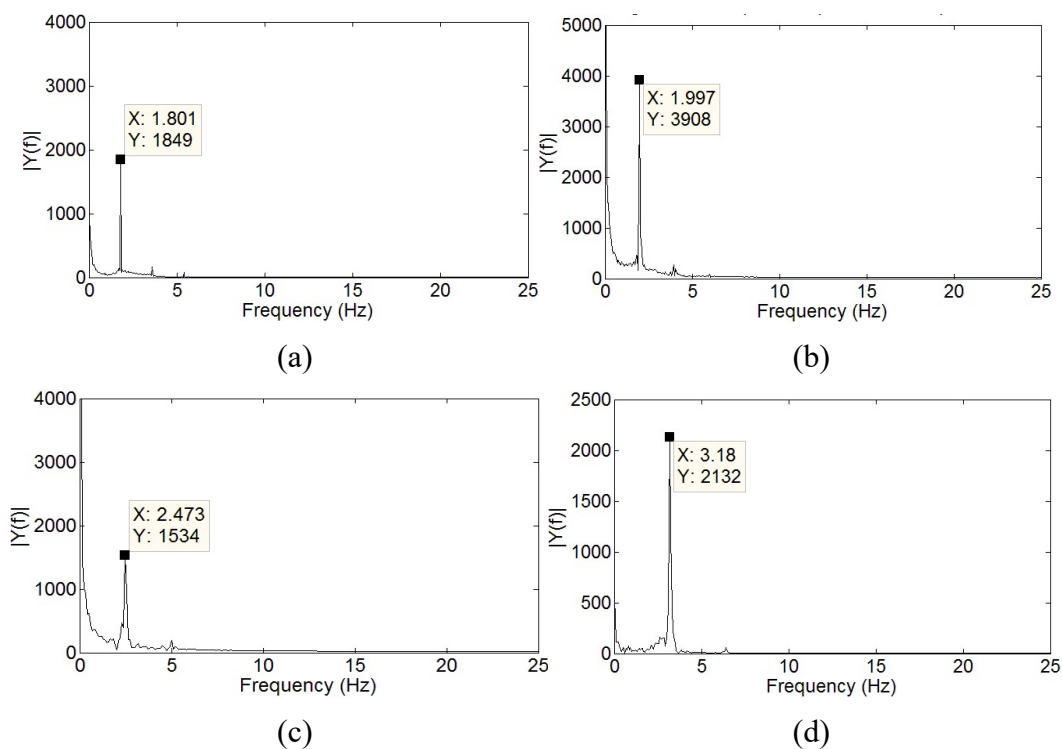 4000
3000
2000
1000
0
|Y(f)|
X: 1.801
Y: 1849
0 5 10 15 20 25
Frequency (Hz)
(a)
5000
4000
3000
2000
1000
0
|Y(f)|
X: 1.997
Y: 3908
0 5 10 15 20 25
Frequency (Hz)
(b)
4000
3000
2000
1000
0
|Y(f)|
X: 2.473
Y: 1534
0 5 10 15 20 25
Frequency (Hz)
(c)
2500
2000
1500
1000
500
0
|Y(f)|
X: 3.18
Y: 2132
0 5 10 15 20 25
Frequency (Hz)
(d)